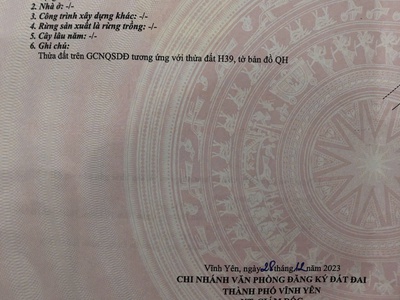 2. Nhà ở: -/-
3. Công trình xây dựng khác: -/-
4. Rừng sản xuất là rừng trồng: -/-
5. Cây lâu năm: -/-
6. Ghi chú:
Thửa đất trên GCNQSDĐ tương ứng với thửa đất H39, tờ bản đồ QH
Vĩnh Yên, ngày 28 tháng 12 năm 2023
CHI NHÁNH VĂN PHÒNG ĐĂNG KÝ ĐẤT ĐAI
THÀNH PHỐ VĨNH YÊN